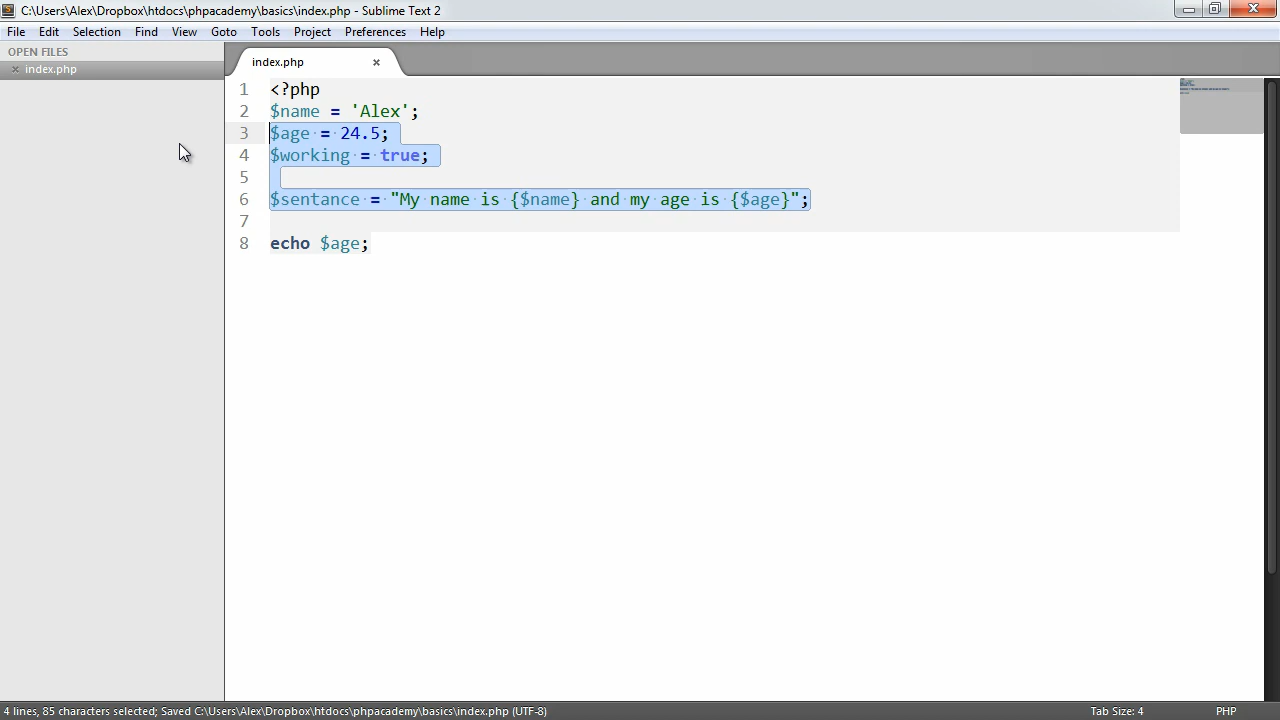 C:\Users\Alex\Dropbox\htdocs\phpacademy\basics\index.php - Sublime Text 2
File Edit Selection Find View Goto Tools Project Preferences Help
OPEN FILES
index.php
index.php
1 <?php
2 $name = 'Alex';
3 $age = 24.5;
4 $working = true;
5
6 $sentance = "My name is {$name} and my age is {$age}";
7
8 echo $age;
4 lines, 85 characters selected; Saved C:\Users\Alex\Dropbox\htdocs\phpacademy\basics\index.php (UTF-8) Tab Size: 4 PHP